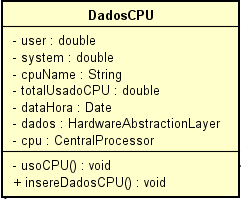 DadosCPU
- user : double
- system : double
- cpuName : String
- totalUsadoCPU : double
- dataHora : Date
- dados : HardwareAbstractionLayer
- cpu : CentralProcessor
- usoCPU() : void
+ insereDadosCPU() : void